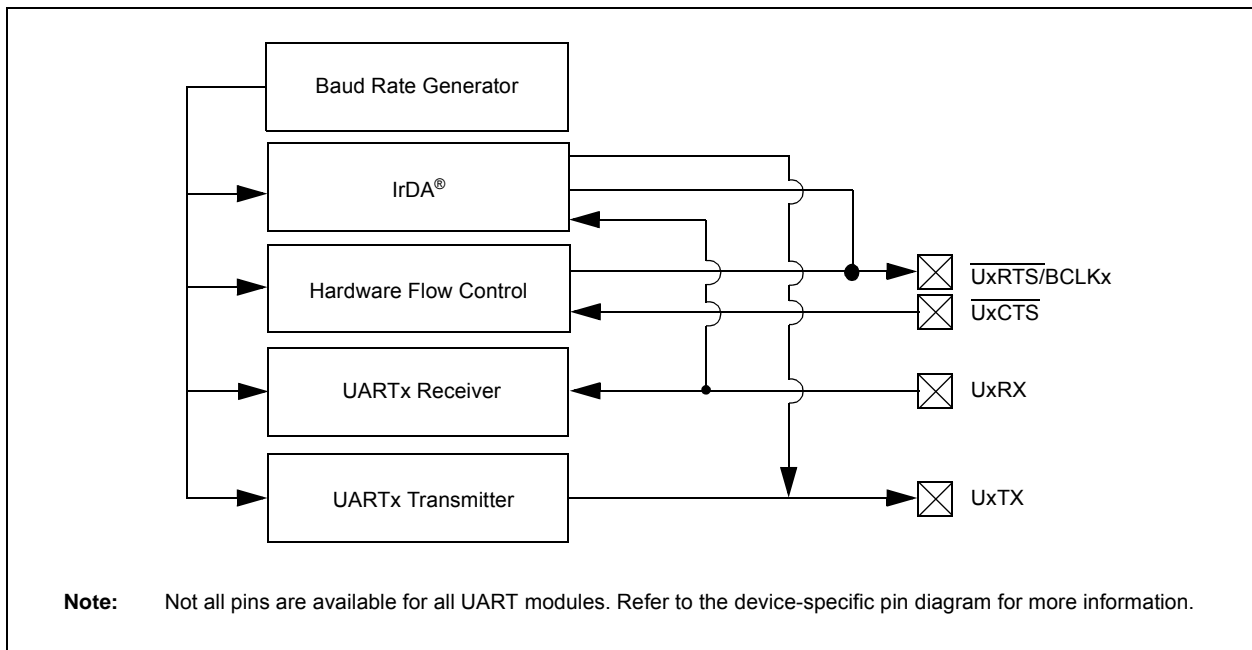 Baud Rate Generator
IrDA®
Hardware Flow Control
UxRTS/BCLKx
UxCTS
UARTx Receiver
UxRX
UARTx Transmitter
UxTX
Note: Not all pins are available for all UART modules. Refer to the device-specific pin diagram for more information.